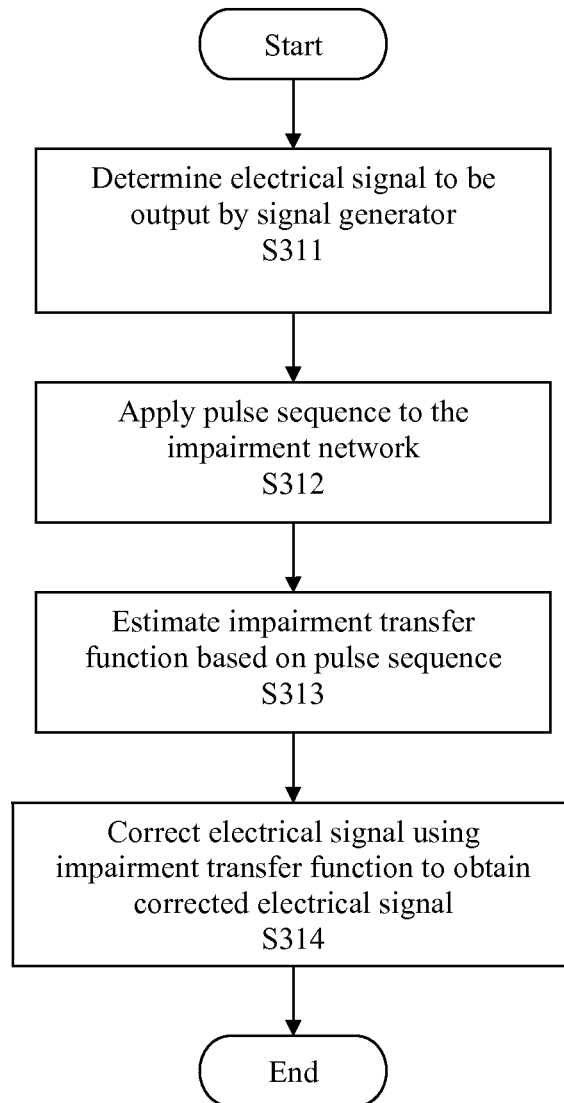 Start
Determine electrical signal to be
output by signal generator
S311
Apply pulse sequence to the
impairment network
S312
Estimate impairment transfer
function based on pulse sequence
S313
Correct electrical signal using
impairment transfer function to obtain
corrected electrical signal
S314
End